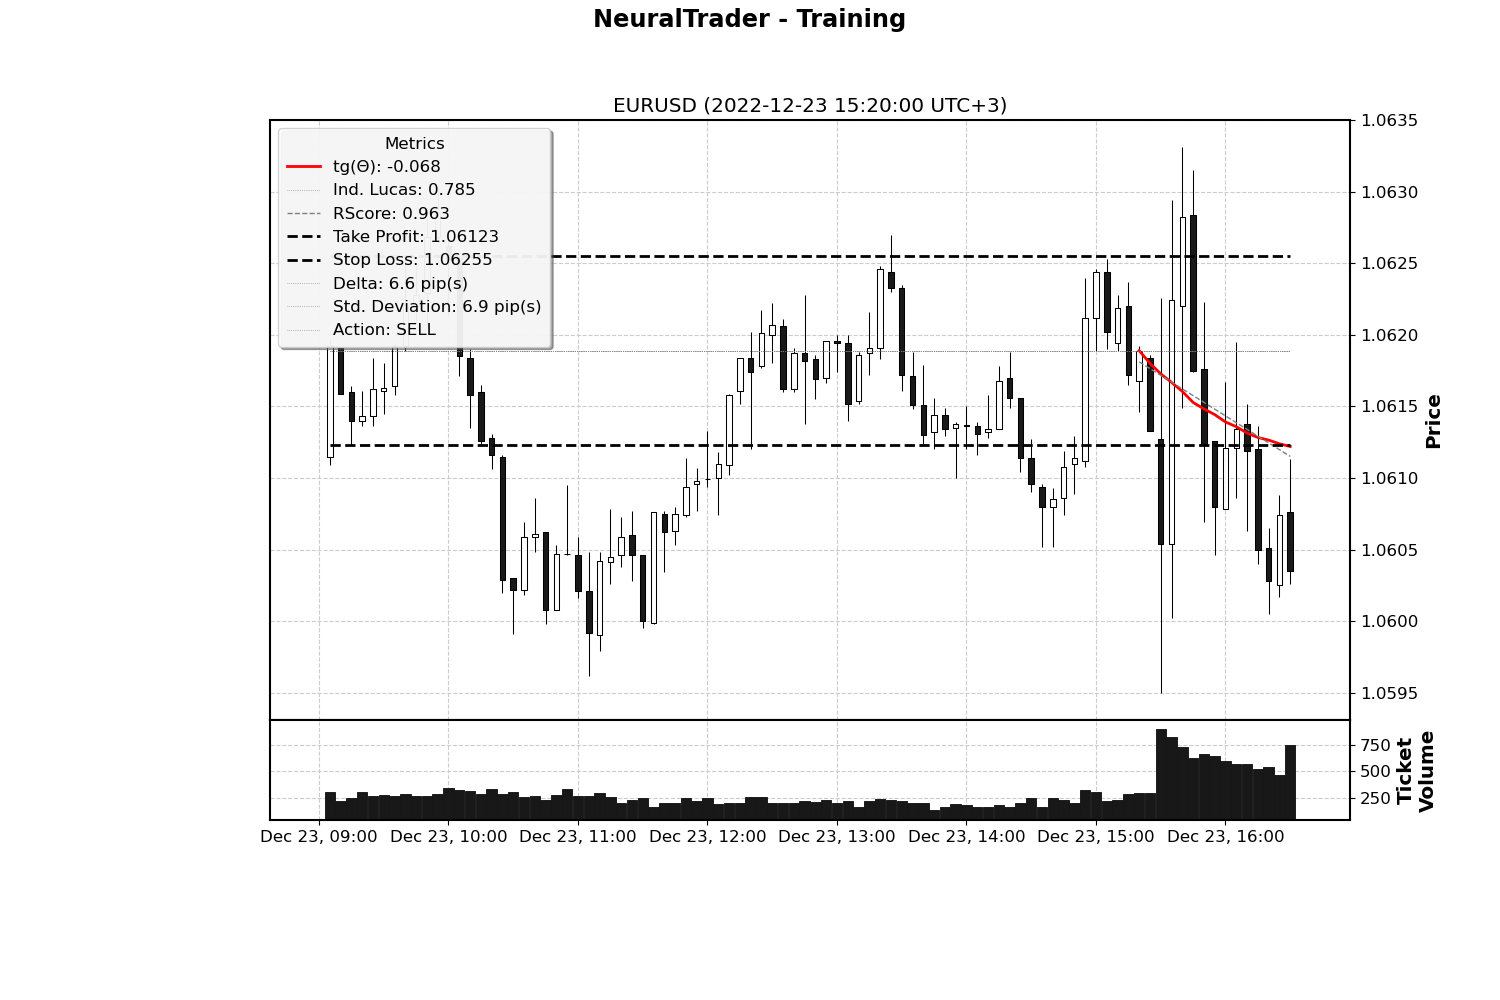 NeuralTrader - Training
EURUSD (2022-12-23 15:20:00 UTC+3)
Metrics
tg(Θ): -0.068
Ind. Lucas: 0.785
RScore: 0.963
Take Profit: 1.06123
Stop Loss: 1.06255
Delta: 6.6 pip(s)
Std. Deviation: 6.9 pip(s)
Action: SELL
1.0635
1.0630
1.0625
1.0620
1.0615
1.0610
1.0605
1.0600
1.0595
Price
750
500
250
Ticket
Volume
Dec 23, 09:00 Dec 23, 10:00 Dec 23, 11:00 Dec 23, 12:00 Dec 23, 13:00 Dec 23, 14:00 Dec 23, 15:00 Dec 23, 16:00